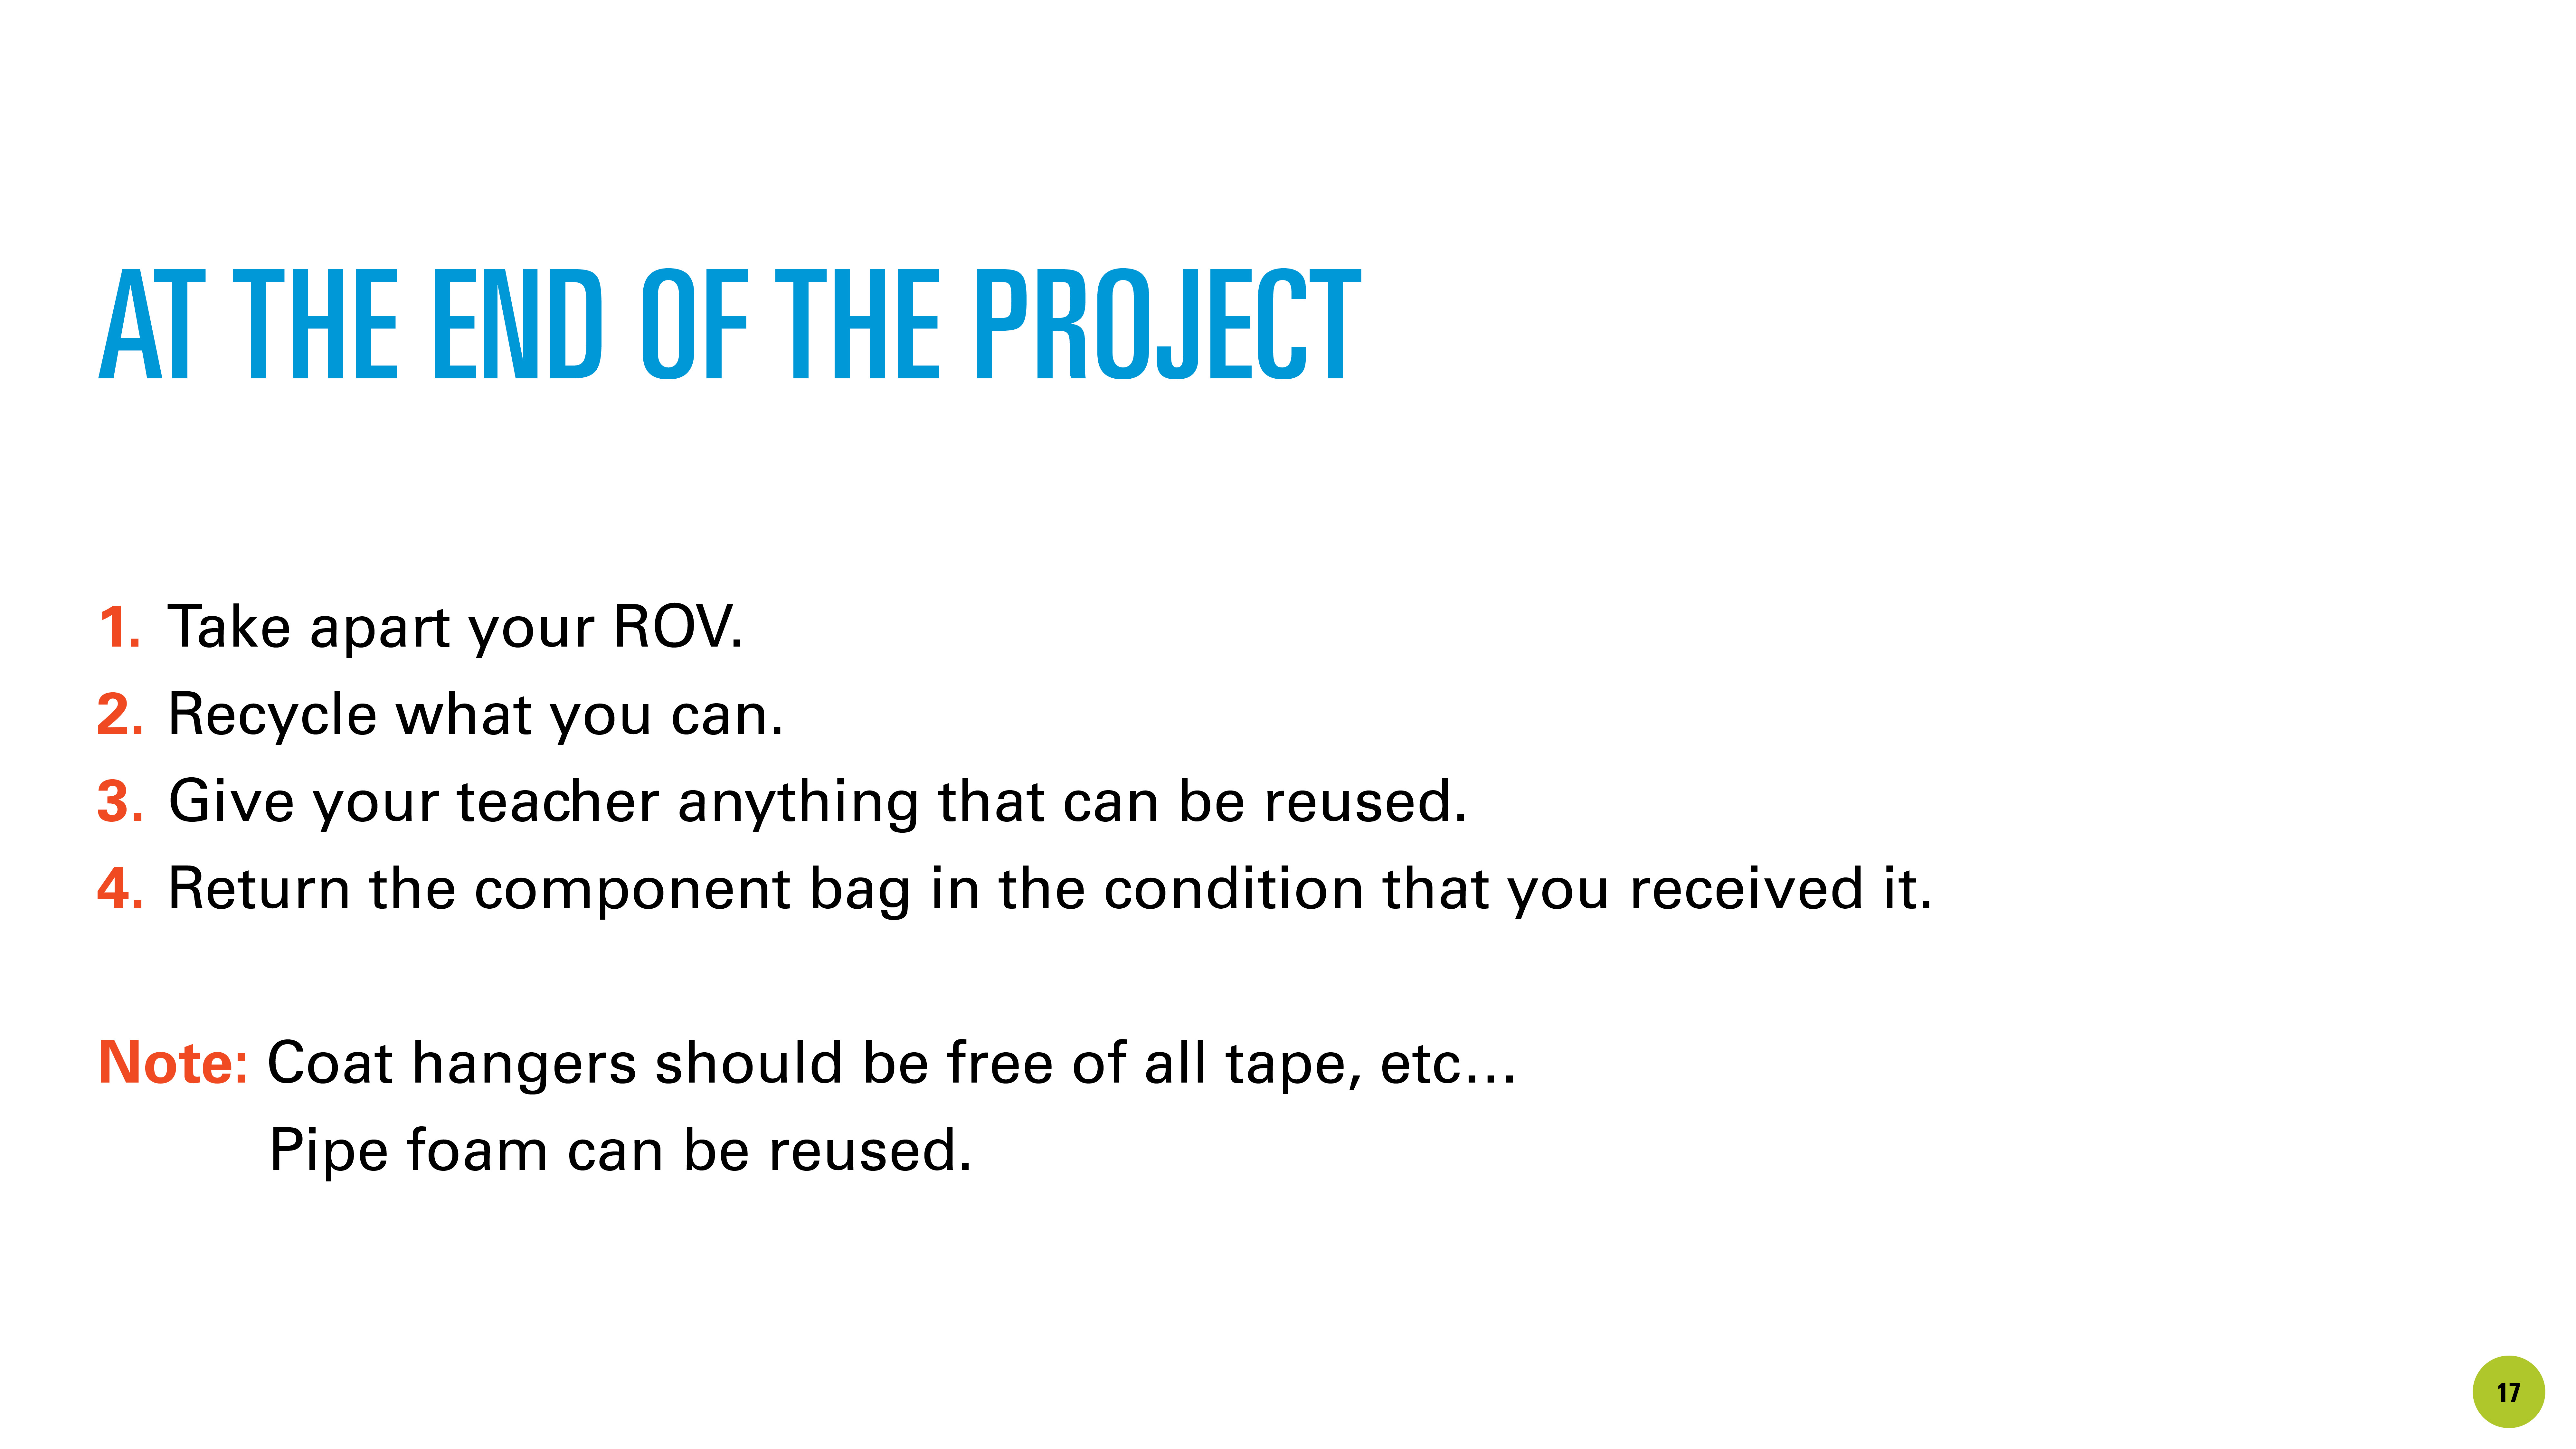 AT THE END OF THE PROJECT
1. Take apart your ROV.
2. Recycle what you can.
3. Give your teacher anything that can be reused.
4. Return the component bag in the condition that you received it.
Note: Coat hangers should be free of all tape, etc...
Pipe foam can be reused.
17